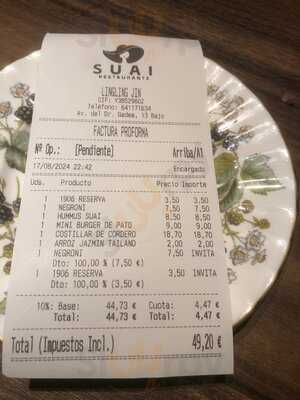 SUAI
RESTAURANTE
LINGLING JIN
CIF: Y3852960Z
Teléfono: 641171634
Av. del Dr. Gadea, 13 Bajo
FACTURA PROFORMA
Nº Op.: [Pendiente] Arriba/A1
17/08/2024 22:42 Encargado
Uds. Producto Precio Importe
1 1906 RESERVA 3,50 3,50
1 NEGRONI 7,50 7,50
1 HUMMUS SUAI 8,50 8,50
1 MINI BURGER DE PATO 9,00 9,00
1 COSTILLAR DE CORDERO 18,70 18,70
1 ARROZ JAZMIN TAILAND 2,00 2,00
1 NEGRONI 7,50 INVITA
Dto: 100,00 % (7,50 €)
1 1906 RESERVA 3,50 INVITA
Dto: 100,00 % (3,50 €)
10%: Base: 44,73 € Cuota: 4,47 €
Total: 44,73 € Total: 4,47 €
Total (Impuestos Incl.) 49,20 €